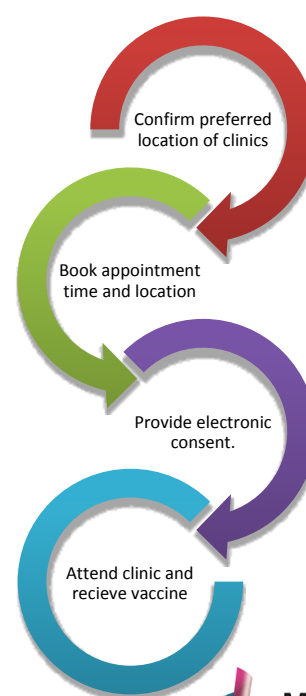 Confirm preferred
location of clinics
Book appointment
time and location
Provide electronic
consent.
Attend clinic and
recieve vaccine